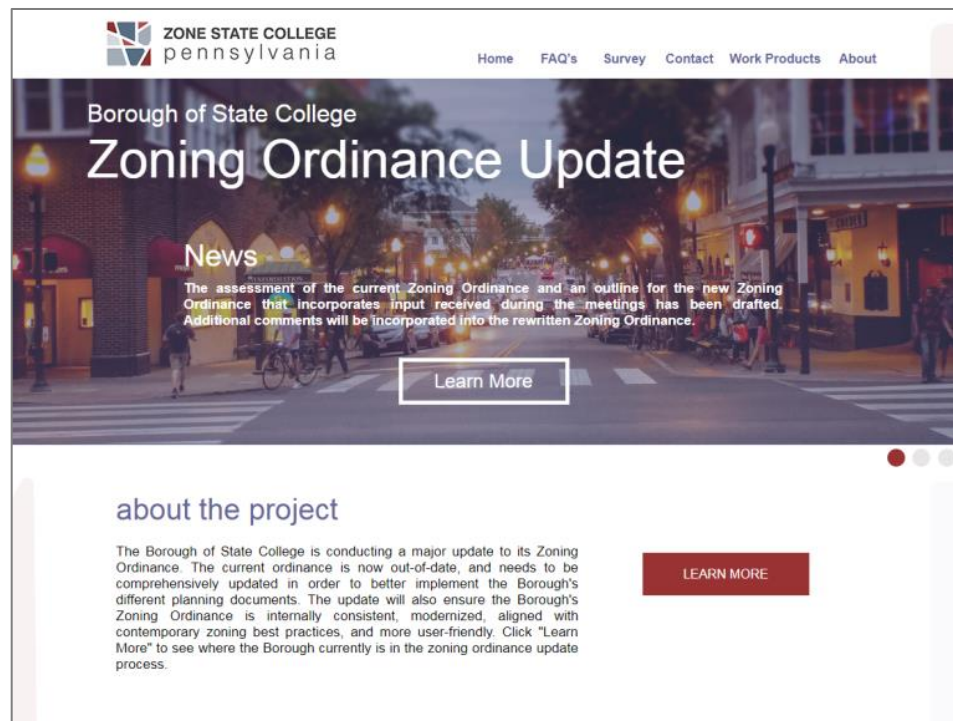 ZONE STATE COLLEGE
pennsylvania
Home FAQ's Survey Contact Work Products About
Borough of State College
Zoning Ordinance Update
News
The assessment of the current Zoning Ordinance and an outline for the new Zoning
Ordinance that incorporates input received during the meetings has been drafted.
Additional comments will be incorporated into the rewritten Zoning Ordinance.
Learn More
about the project
The Borough of State College is conducting a major update to its Zoning
Ordinance. The current ordinance is now out-of-date, and needs to be
comprehensively updated in order to better implement the Borough's
different planning documents. The update will also ensure the Borough's
Zoning Ordinance is internally consistent, modernized, aligned with
contemporary zoning best practices, and more user-friendly. Click "Learn
More" to see where the Borough currently is in the zoning ordinance update
process.
LEARN MORE